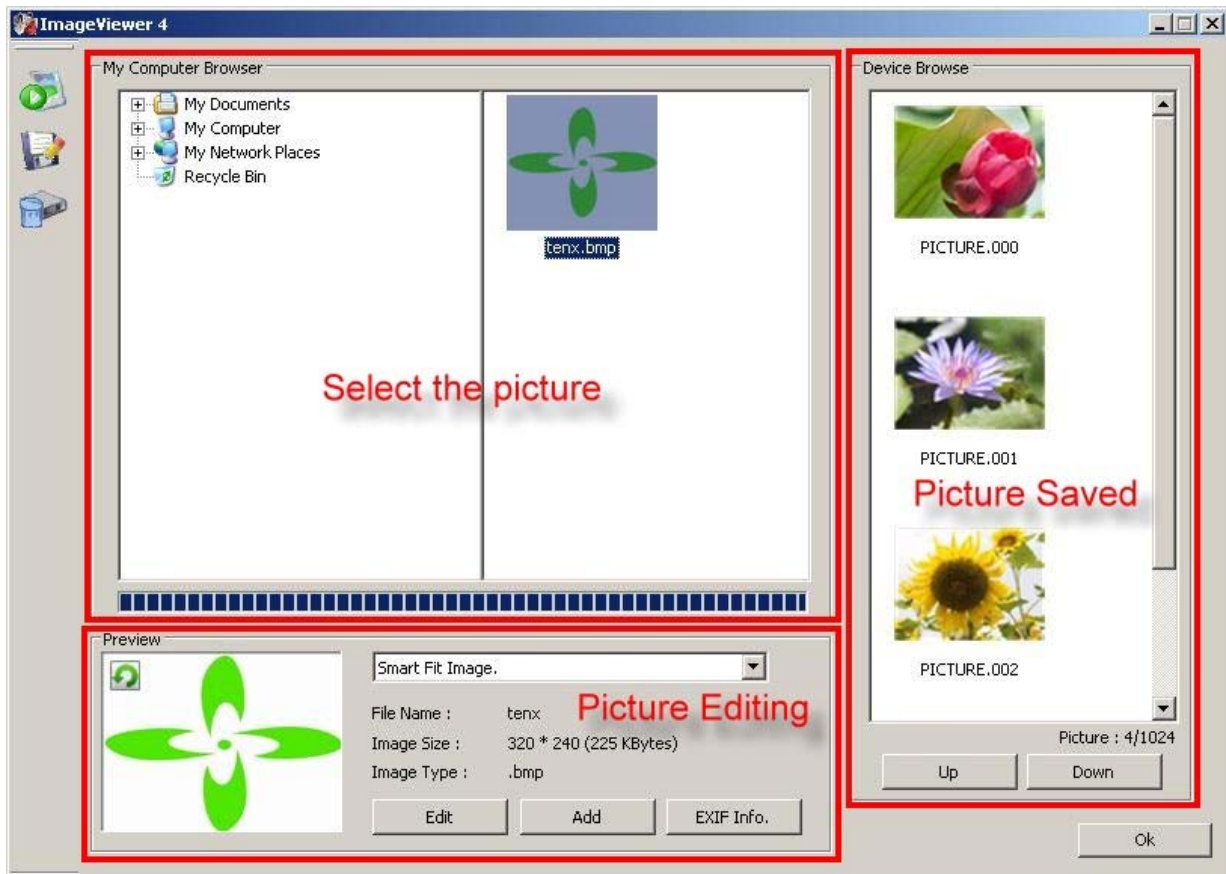 ImageViewer 4
My Computer Browser
My Documents
My Computer
My Network Places
Recycle Bin
tenx.bmp
Select the picture
Preview
Smart Fit Image.
File Name : tenx
Image Size : 320 * 240 (225 KBytes)
Image Type : .bmp
Picture Editing
Edit
Add
EXIF Info.
Device Browse
PICTURE.000
PICTURE.001
Picture Saved
PICTURE.002
Picture : 4/1024
Up
Down
Ok